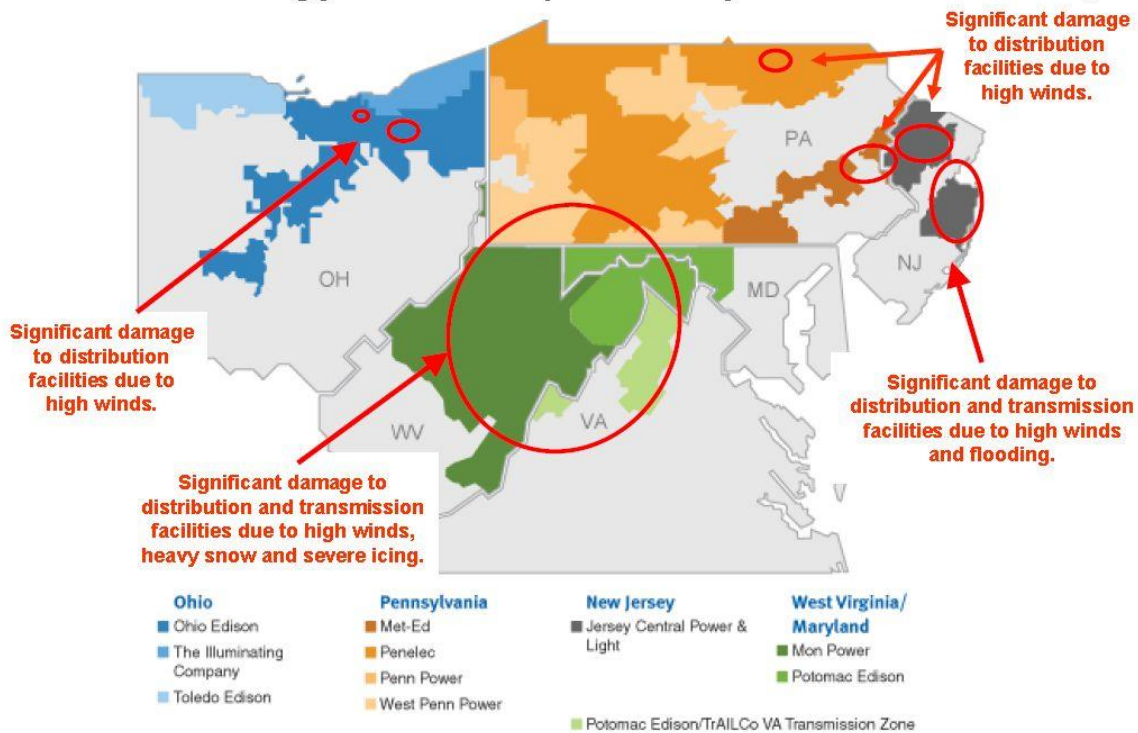 Significant damage
to distribution
facilities due to
high winds.
PA
OH
NJ
MD
Significant damage
to distribution
facilities due to
high winds.
Significant damage to
distribution and transmission
facilities due to high winds
and flooding.
WV
VA
Significant damage to
distribution and transmission
facilities due to high winds,
heavy snow and severe icing.
Ohio
Ohio Edison
The Illuminating
Company
Toledo Edison
Pennsylvania
Met-Ed
Penelec
Penn Power
West Penn Power
New Jersey
Jersey Central Power &
Light
West Virginia/
Maryland
Mon Power
Potomac Edison
Potomac Edison/TrAILCo VA Transmission Zone